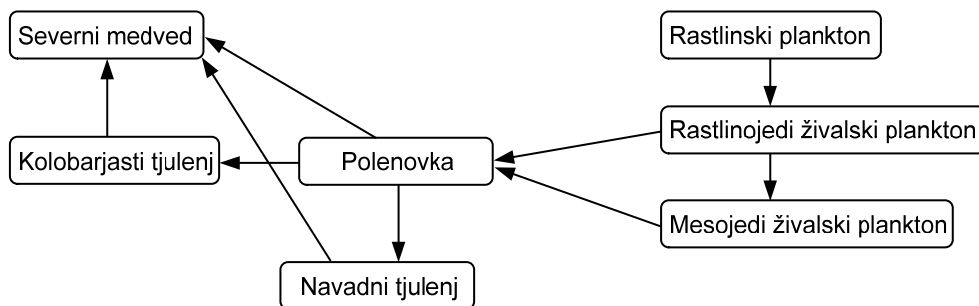 Severni medved
Rastlinski plankton
Kolobarjasti tjulenj
Polenovka
Rastlinojedi živalski plankton
Mesojedi živalski plankton
Navadni tjulenj